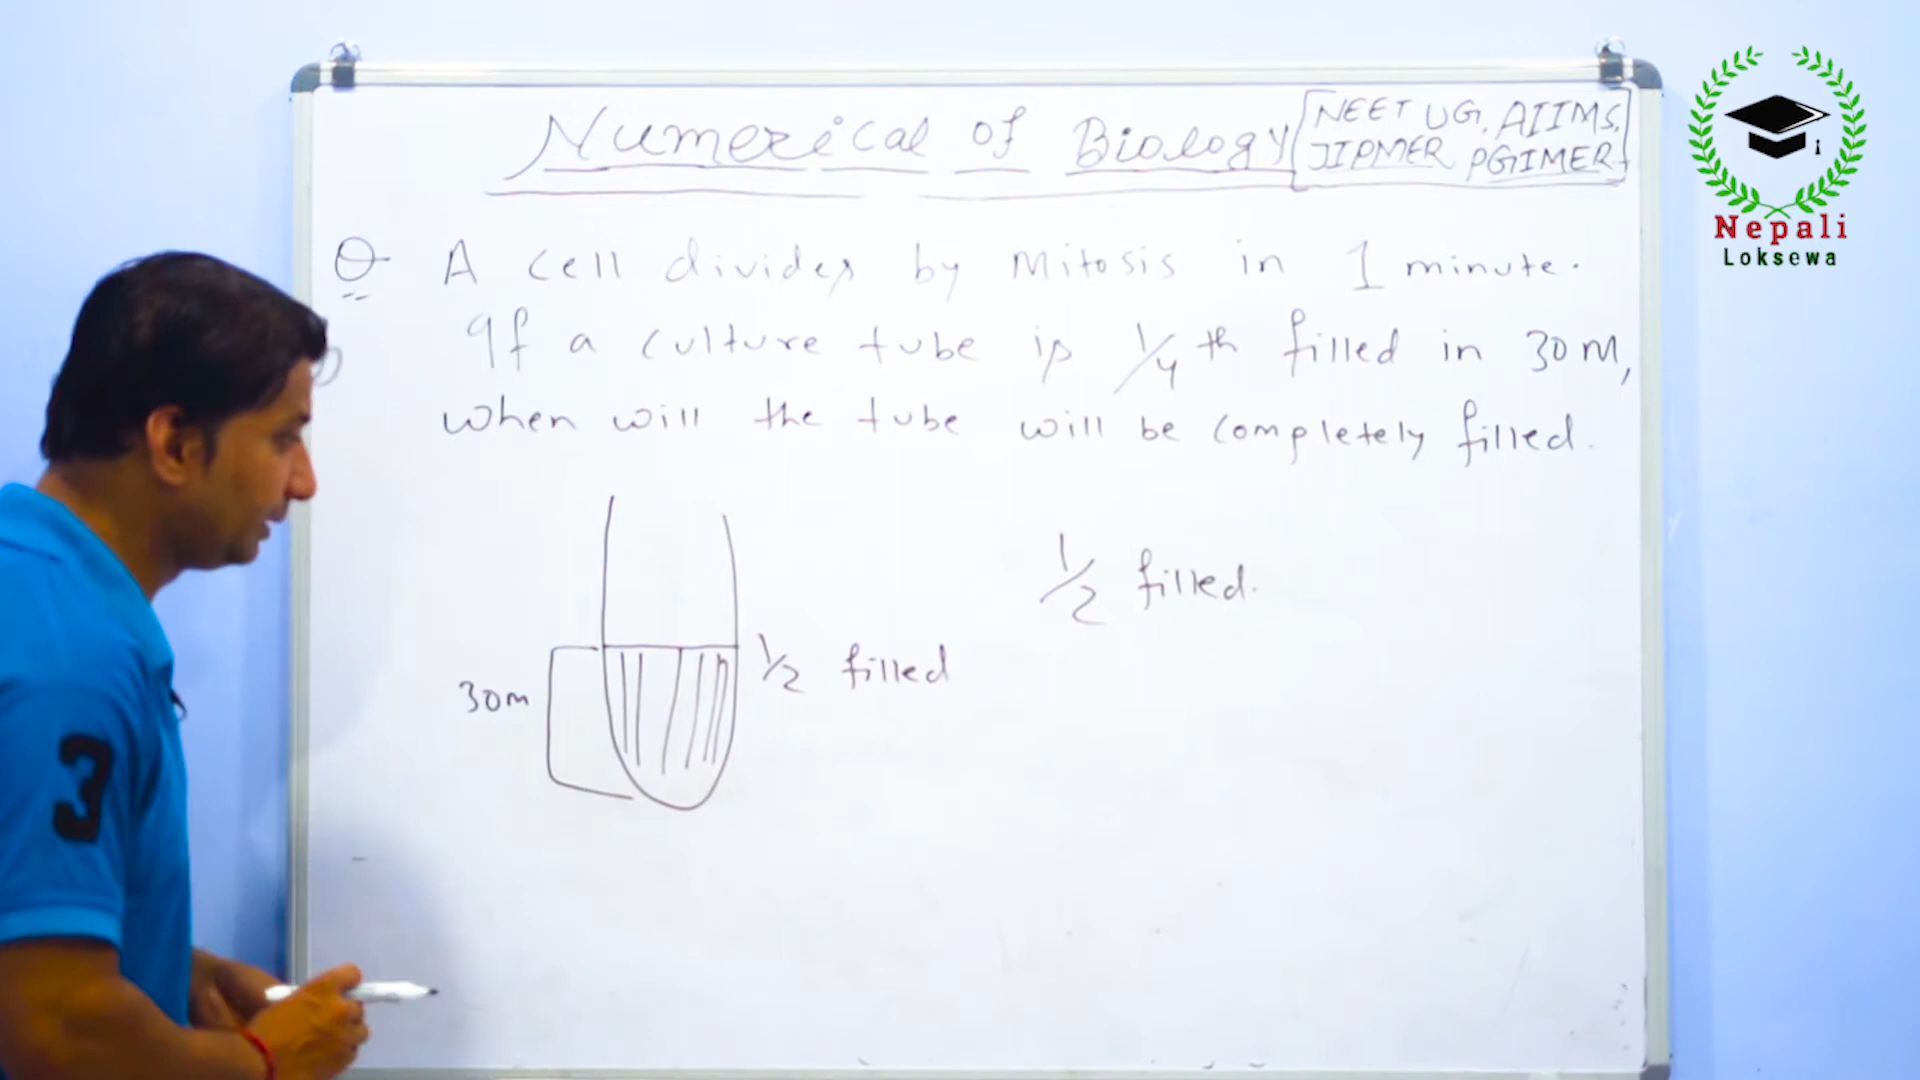 Numerical of Biology
NEET UG, AIIMS,
JIPMER PGIMER
Nepali
Loksewa
Q A cell divides by Mitosis in 1 minute.
If a culture tube is 1/4 th filled in 30 M,
when will the tube will be completely filled.
1/2 filled.
1/2 filled
30m
3